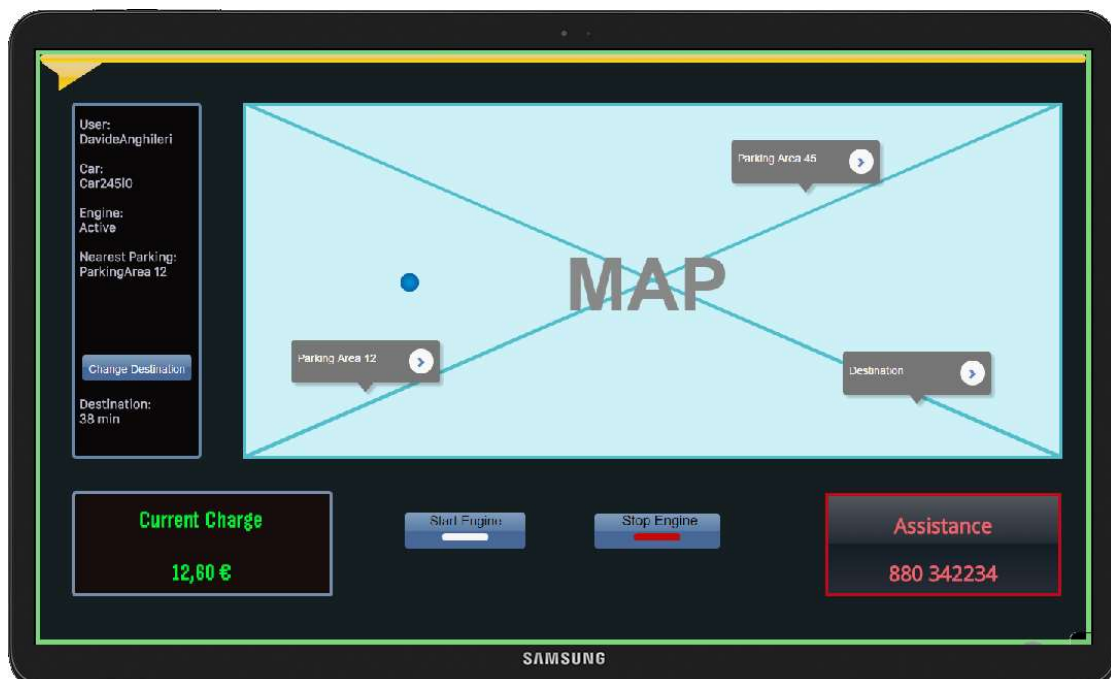 User:
DavideAnghileri
Car:
Car245I0
Engine:
Active
Nearest Parking:
ParkingArea 12
Change Destination
Destination:
38 min
Parking Area 45
MAP
Parking Area 12
Destination
Current Charge
12,60 €
Start Engine
Stop Engine
Assistance
880 342234
SAMSUNG